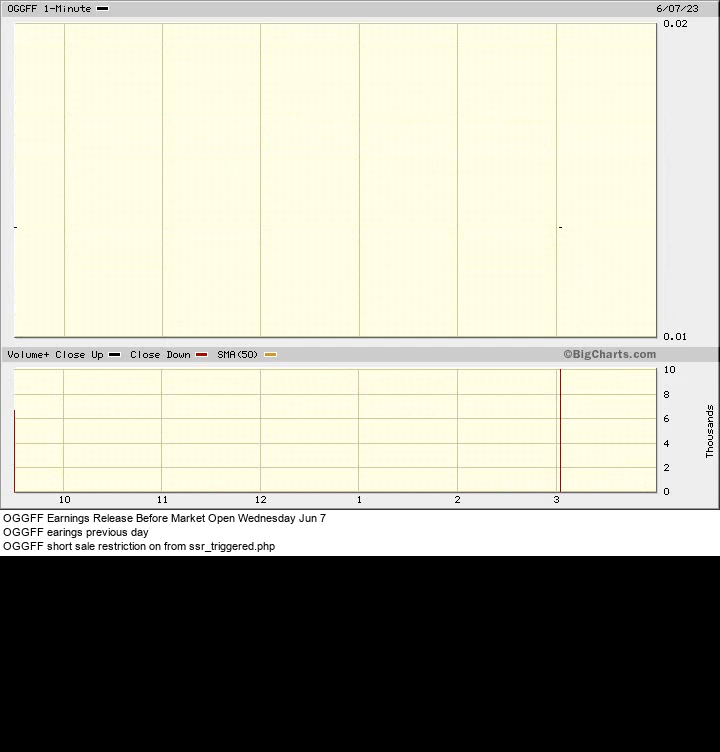 OGGFF 1-Minute 6/07/23
0.02
0.01
Volume+ Close Up Close Down SMA(50) ©BigCharts.com
10
8
6
4
2
0
Thousands
10 11 12 1 2 3
OGGFF Earnings Release Before Market Open Wednesday Jun 7
OGGFF earings previous day
OGGFF short sale restriction on from ssr_triggered.php